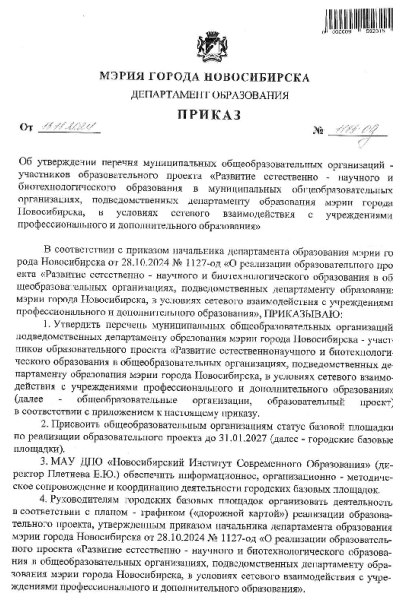 МЭРИЯ ГОРОДА НОВОСИБИРСКА
ДЕПАРТАМЕНТ ОБРАЗОВАНИЯ
ПРИКАЗ
От №
Об утверждении перечня муниципальных общеобразовательных организаций -
участников образовательного проекта «Развитие естественно - научного и
биотехнологического образования в муниципальных общеобразовательных
организациях, подведомственных департаменту образования мэрии города
Новосибирска, в условиях сетевого взаимодействия с учреждениями
профессионального и дополнительного образования»
В соответствии с приказом начальника департамента образования мэрии го
рода Новосибирска от 28.10.2024 № 1127-од «О реализации образовательного про
екта «Развитие естественно - научного и биотехнологического образования в об
щеобразовательных организациях, подведомственных департаменту образовани
мэрии города Новосибирска, в условиях сетевого взаимодействия с учреждениям
профессионального и дополнительного образования», ПРИКАЗЫВАЮ:
1. Утвердить перечень муниципальных общеобразовательных организаций
подведомственных департаменту образования мэрии города Новосибирска - участ
ников образовательного проекта «Развитие естественнонаучного и биотехнологи
ческого образования в общеобразовательных организациях, подведомственных де
партаменту образования мэрии города Новосибирска, в условиях сетевого взаимо
действия с учреждениями профессионального и дополнительного образования»
(далее - общеобразовательные организации, образовательный проект)
в соответствии с приложением к настоящему приказу.
2. Присвоить общеобразовательным организациям статус базовой площадки
по реализации образовательного проекта до 31.01.2027 (далее - городские базовые
площадки).
3. МАУ ДПО «Новосибирский Институт Современного Образования» (ди-
ректор Плетнева Е.Ю.) обеспечить информационное, организационно - методиче-
ское сопровождение и координацию деятельности городских базовых площадок.
4. Руководителям городских базовых площадок организовать деятельность
в соответствии с планом - графиком («дорожной картой») реализации образова-
тельного проекта, утвержденным приказом начальника департамента образования
мэрии города Новосибирска от 28.10.2024 № 1127-од «О реализации образователь-
ного проекта «Развитие естественно - научного и биотехнологического образова-
ния в общеобразовательных организациях, подведомственных департаменту обра-
зования мэрии города Новосибирска, в условиях сетевого взаимодействия с учреж-
дениями профессионального и дополнительного образования».